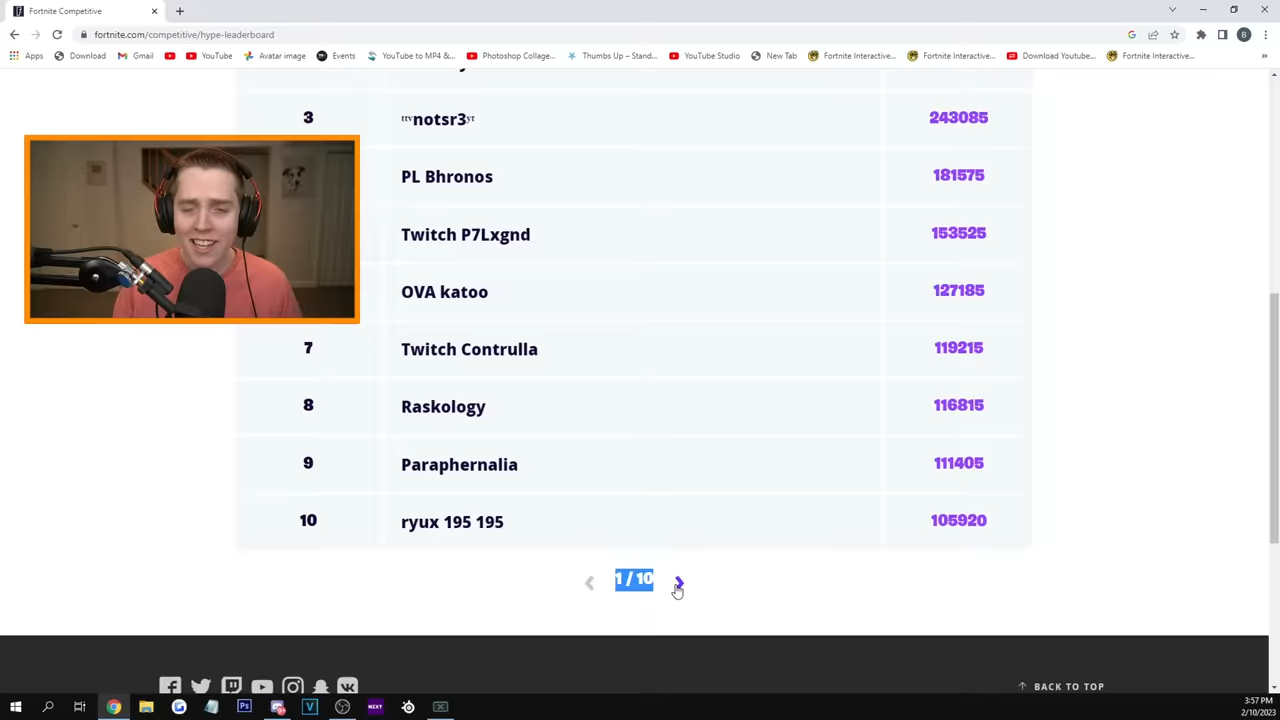 Fortnite Competitive
fortnite.com/competitive/hype-leaderboard
Apps Download Gmail YouTube Avatar image Events YouTube to MP4 &... Photoshop Collage... Thumbs Up – Stand... YouTube Studio New Tab Fortnite Interactive... Fortnite Interactive... Download Youtube... Fortnite Interactive... »
3 ᵗᵗᵛnotsr3ʸᵗ 243085
PL Bhronos 181575
Twitch P7Lxgnd 153525
OVA katoo 127185
7 Twitch Contrulla 119215
8 Raskology 116815
9 Paraphernalia 111405
10 ryux 195 195 105920
1 / 10
BACK TO TOP
3:57 PM
2/10/2023